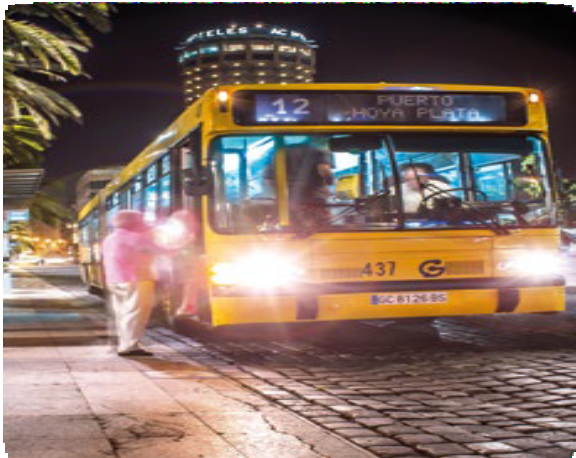 HOTELES AC
12
PUERTO
HOYA PLATA
437
GC 8126-BS